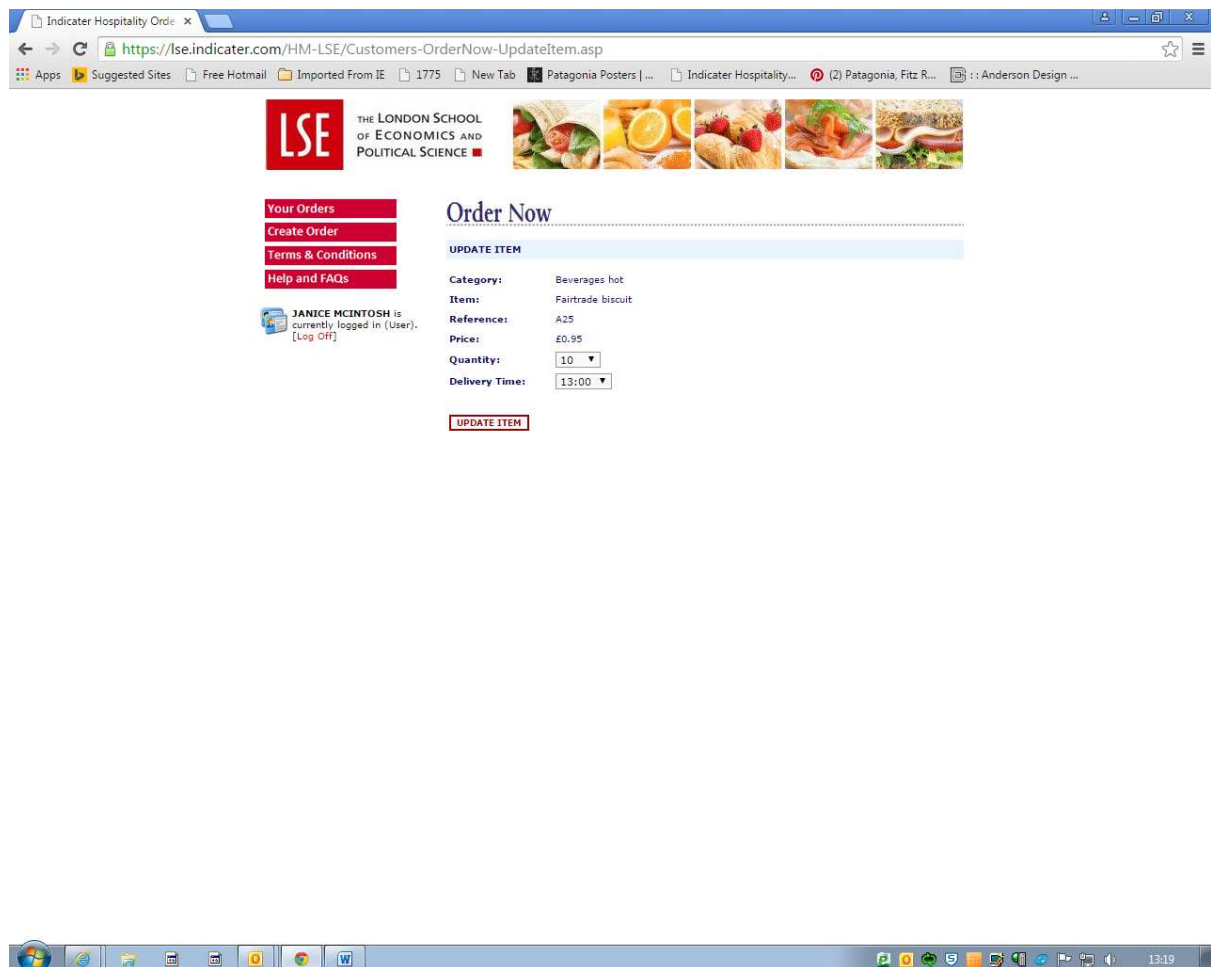 Indicater Hospitality Orde
https://lse.indicater.com/HM-LSE/Customers-OrderNow-UpdateItem.asp
Apps Suggested Sites Free Hotmail Imported From IE 1775 New Tab Patagonia Posters | ... Indicater Hospitality... (2) Patagonia, Fitz R... : : Anderson Design ...
LSE
THE LONDON SCHOOL
OF ECONOMICS AND
POLITICAL SCIENCE
Your Orders
Create Order
Terms & Conditions
Help and FAQs
JANICE MCINTOSH is
currently logged in (User).
[Log Off]
Order Now
UPDATE ITEM
Category: Beverages hot
Item: Fairtrade biscuit
Reference: A25
Price: £0.95
Quantity: 10
Delivery Time: 13:00
UPDATE ITEM
13:19